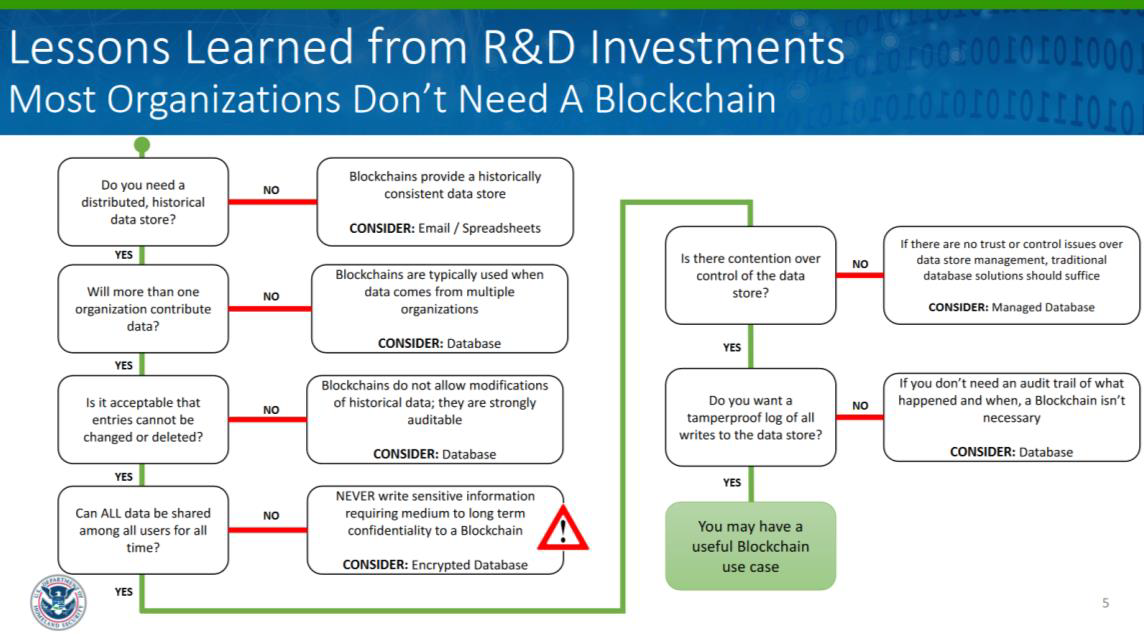 Lessons Learned from R&D Investments
Most Organizations Don't Need A Blockchain
Do you need a
distributed, historical
data store?
NO
Blockchains provide a historically
consistent data store
CONSIDER: Email / Spreadsheets
YES
Will more than one
organization contribute
data?
NO
Blockchains are typically used when
data comes from multiple
organizations
CONSIDER: Database
YES
Is it acceptable that
entries cannot be
changed or deleted?
NO
Blockchains do not allow modifications
of historical data; they are strongly
auditable
CONSIDER: Database
YES
Can ALL data be shared
among all users for all
time?
NO
NEVER write sensitive information
requiring medium to long term
confidentiality to a Blockchain
CONSIDER: Encrypted Database
!
YES
Is there contention over
control of the data
store?
NO
If there are no trust or control issues over
data store management, traditional
database solutions should suffice
CONSIDER: Managed Database
YES
Do you want a
tamperproof log of all
writes to the data store?
NO
If you don't need an audit trail of what
happened and when, a Blockchain isn't
necessary
CONSIDER: Database
YES
You may have a
useful Blockchain
use case
U.S. DEPARTMENT OF
HOMELAND SECURITY
5